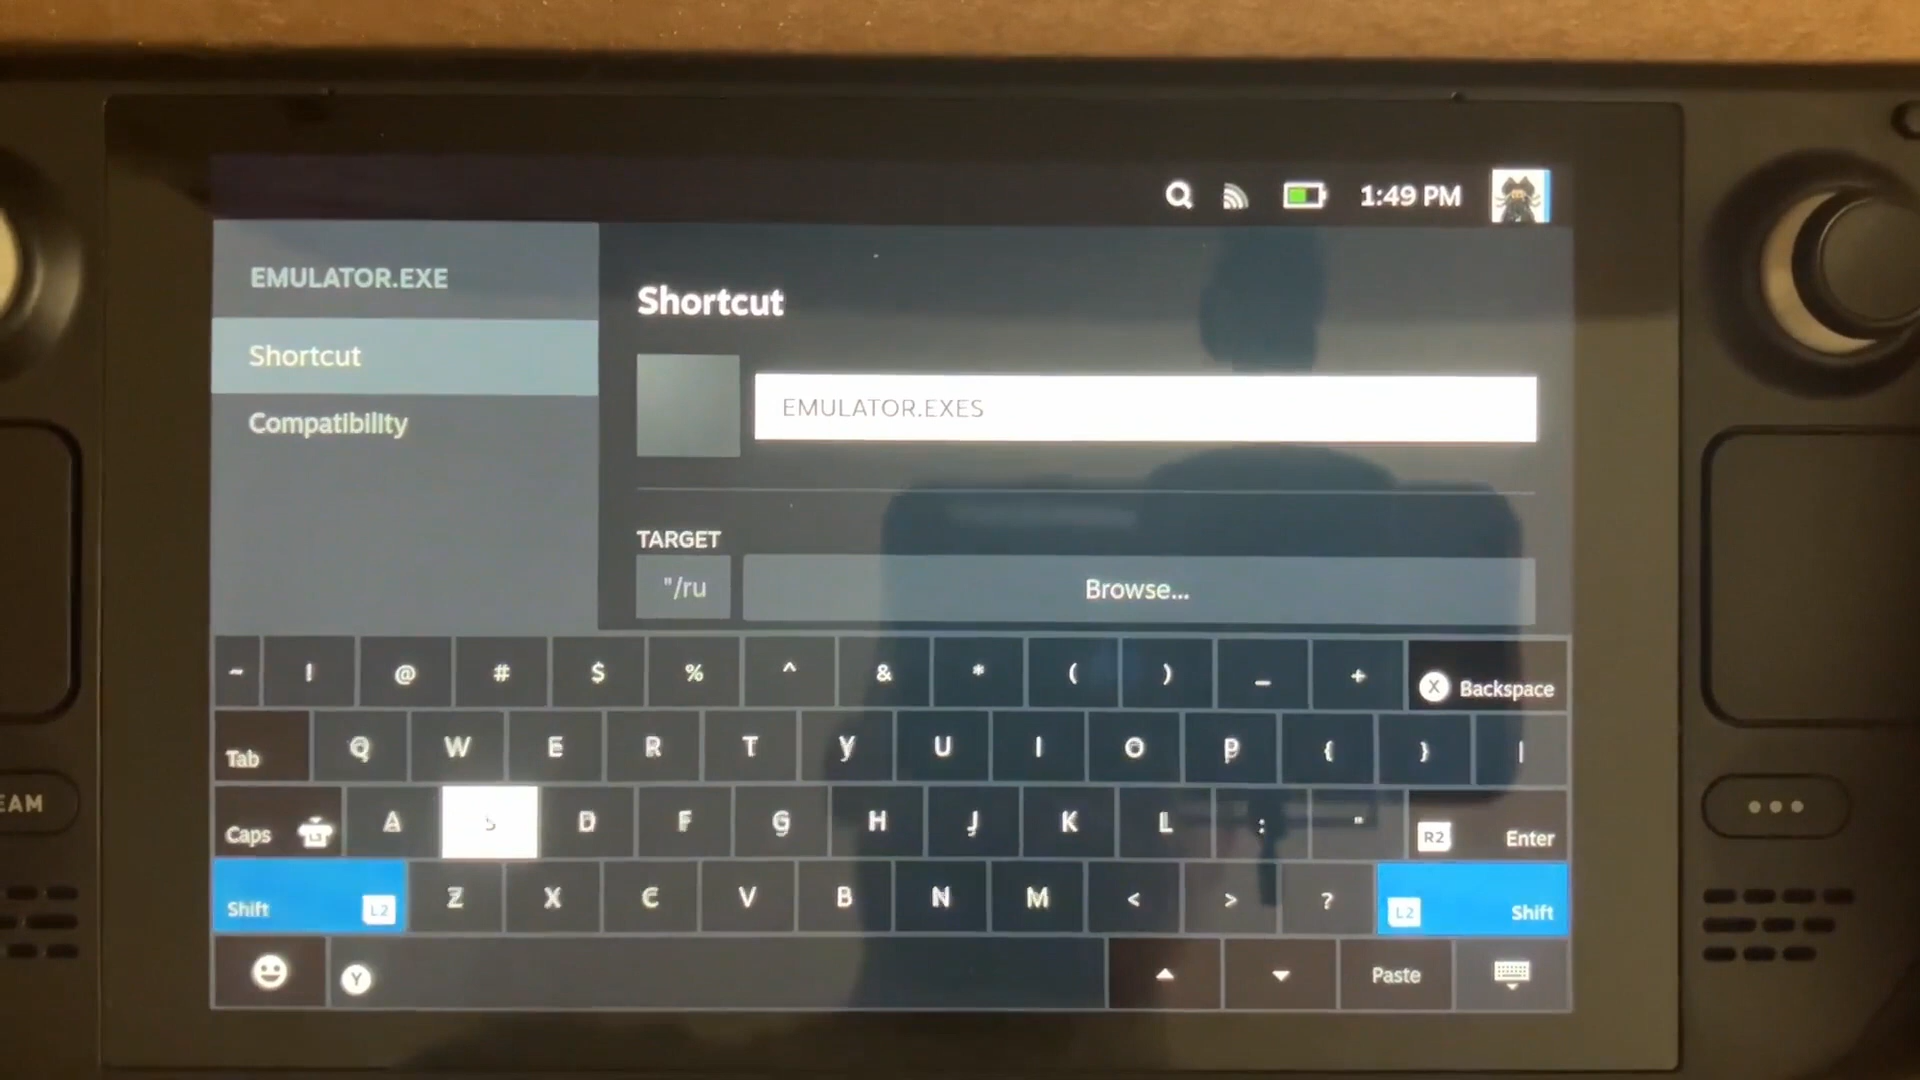 1:49 PM
EMULATOR.EXE
Shortcut
Compatibility
Shortcut
EMULATOR.EXES
TARGET
"/ru
Browse...
~ ! @ # $ % ^ & * ( ) _ + X Backspace
Tab Q W E R T Y U I O P { } |
Caps L3 A S D F G H J K L : " R2 Enter
Shift L2 Z X C V B N M < > ? L2 Shift
Y Paste
EAM